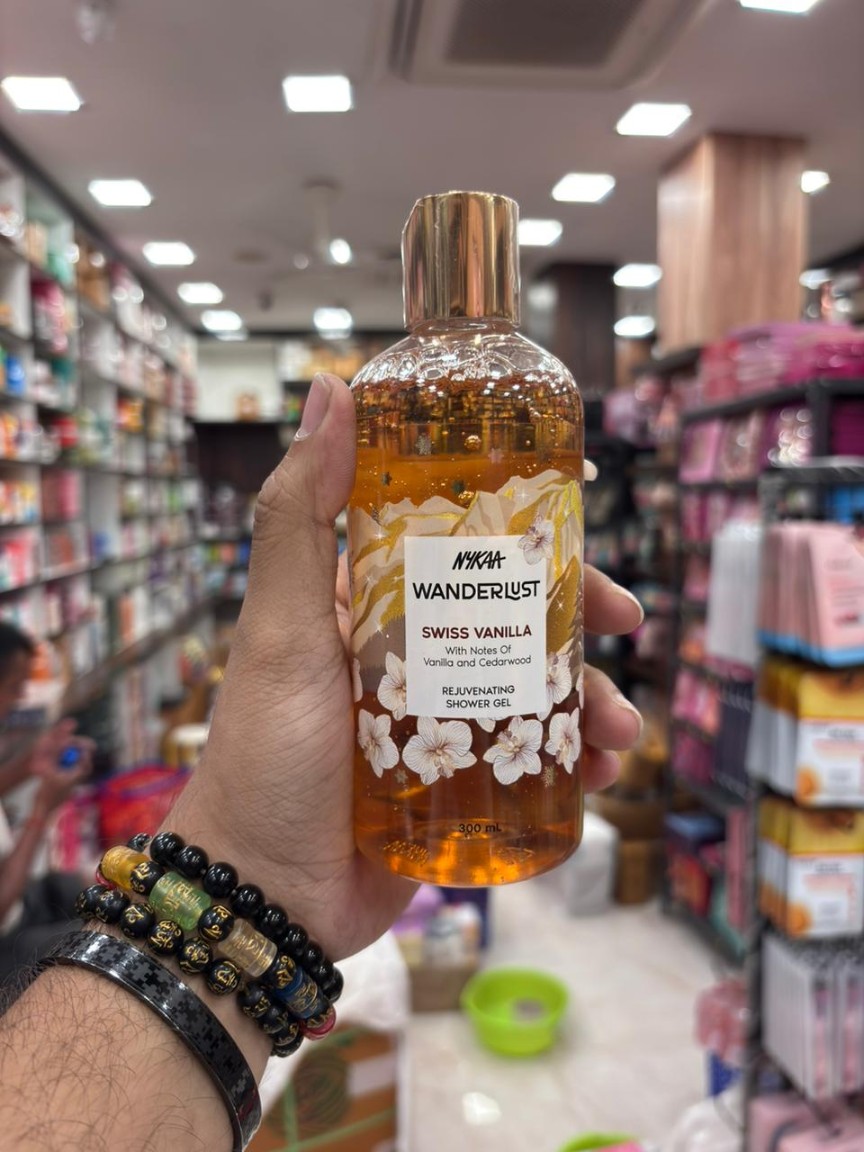 NYKAA
WANDERLUST
SWISS VANILLA
With Notes Of
Vanilla and Cedarwood
REJUVENATING
SHOWER GEL
300 mL